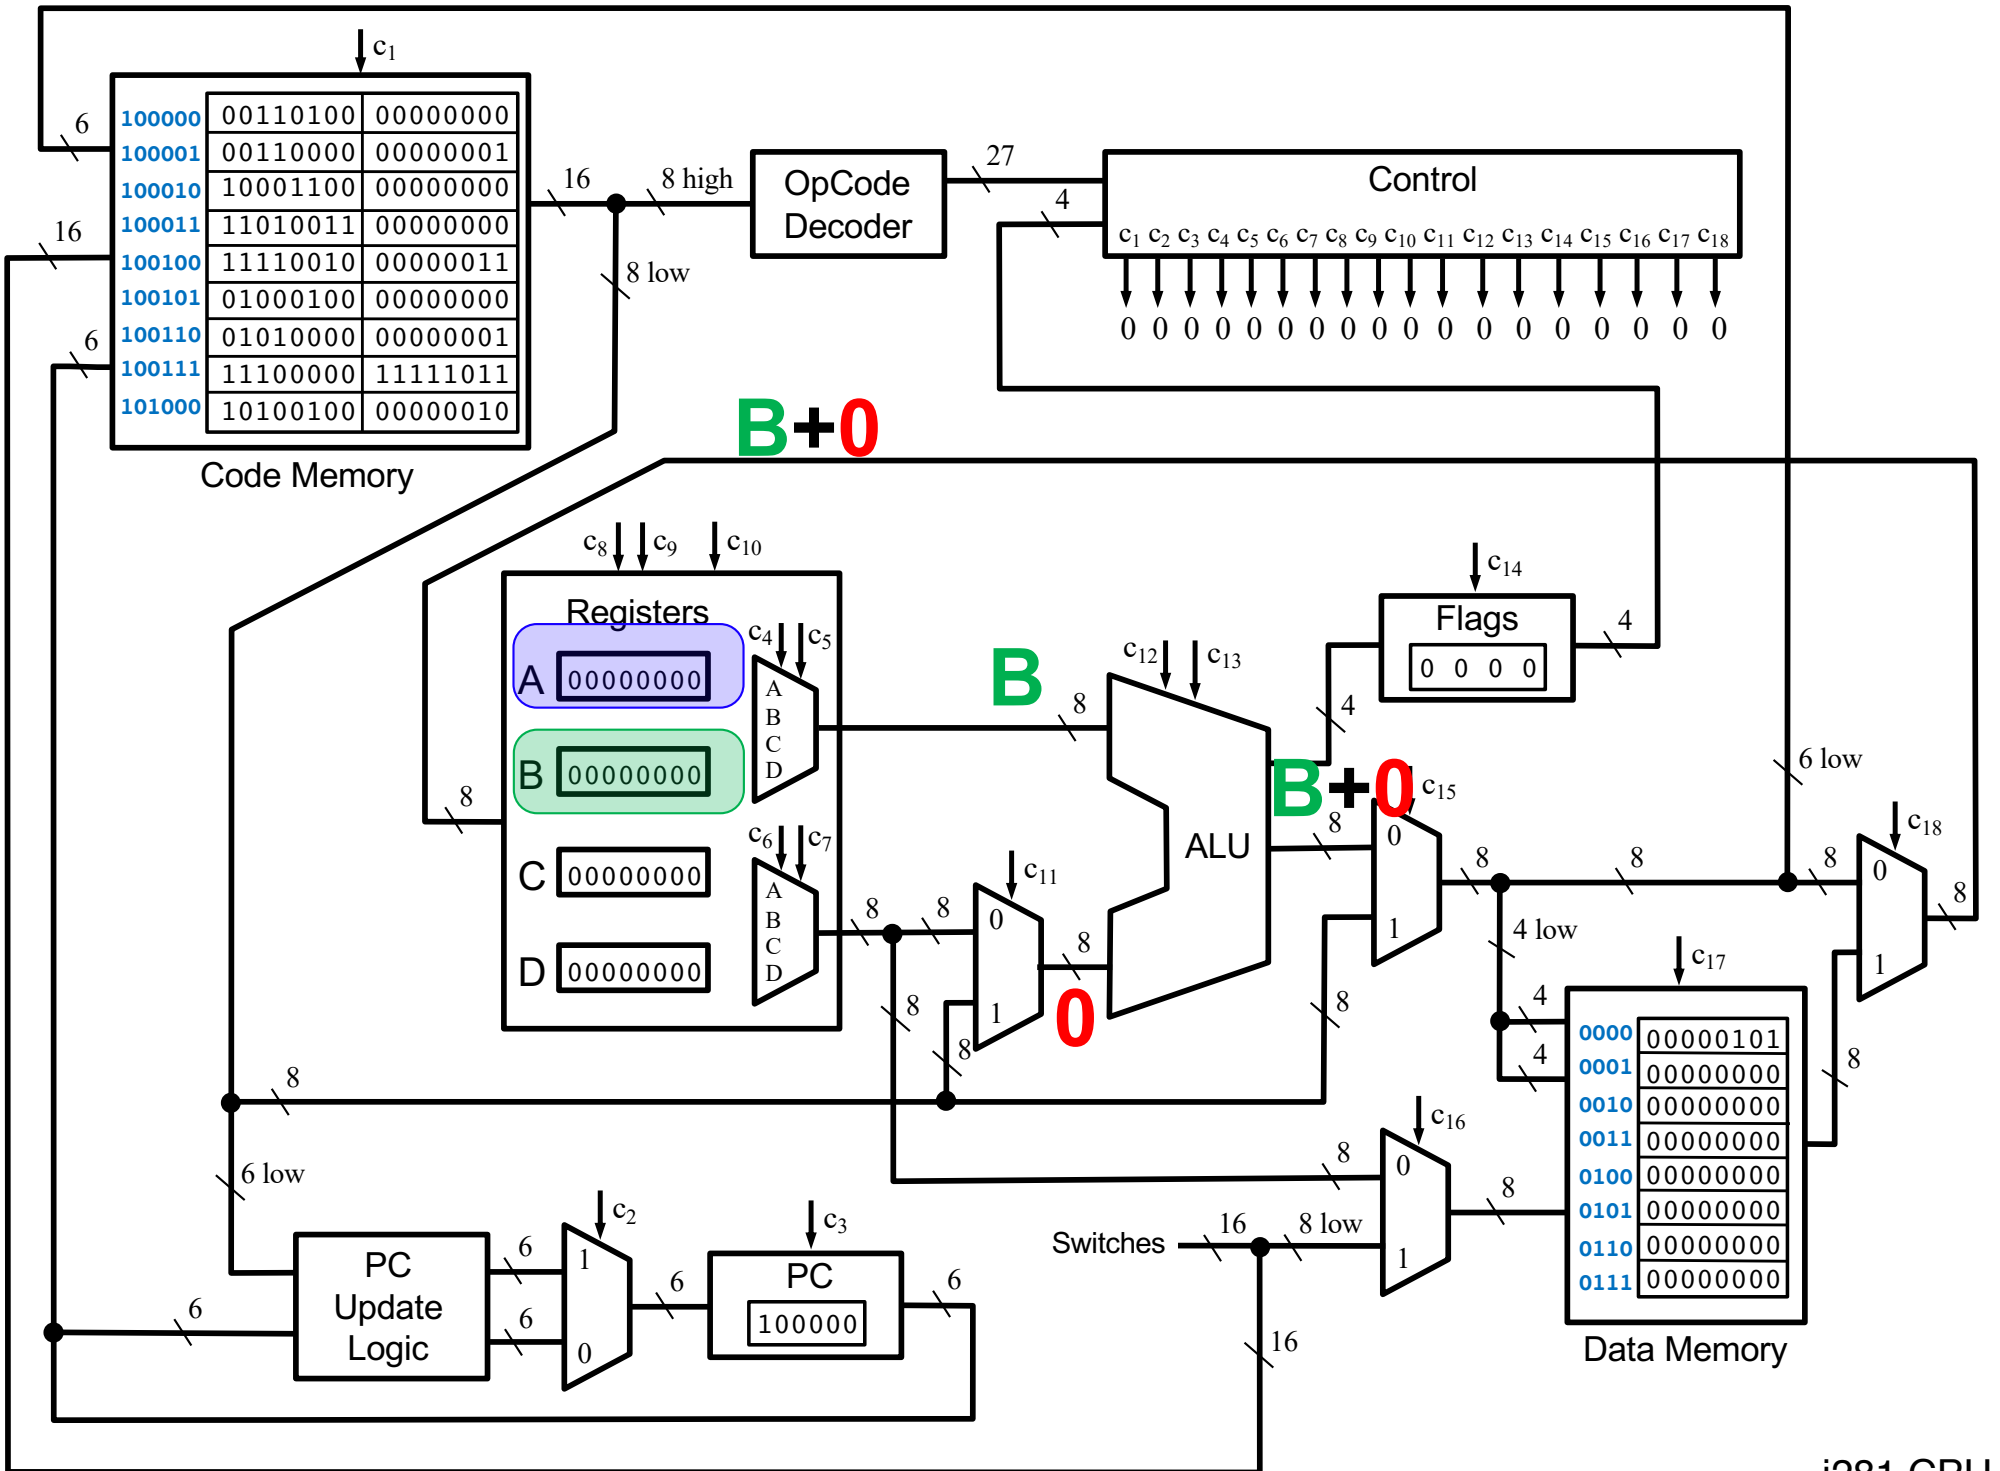 c1
100000 00110100 00000000
100001 00110000 00000001
100010 10001100 00000000
100011 11010011 00000000
100100 11110010 00000011
100101 01000100 00000000
100110 01010000 00000001
100111 11100000 11111011
101000 10100100 00000010
Code Memory
6
16
6
16
8 high
8 low
OpCode
Decoder
27
4
Control
c1 c2 c3 c4 c5 c6 c7 c8 c9 c10 c11 c12 c13 c14 c15 c16 c17 c18
0 0 0 0 0 0 0 0 0 0 0 0 0 0 0 0 0 0
B+0
c8 c9 c10
Registers
A 00000000
B 00000000
C 00000000
D 00000000
c4 c5
A
B
C
D
c6 c7
A
B
C
D
8
B
8
c12 c13
ALU
c14
Flags
0 0 0 0
4
4
B+0
8
c15
0
1
8
8
8
6 low
c18
0
1
8
8
8
c11
0
1
8
8
0
8
8
8
4 low
4
4
c17
0000 00000101
0001 00000000
0010 00000000
0011 00000000
0100 00000000
0101 00000000
0110 00000000
0111 00000000
Data Memory
8
8
6 low
c16
0
1
8
8
Switches
16
8 low
16
PC
Update
Logic
6
6
6
c2
1
0
6
c3
PC
100000
6
i281 CPU